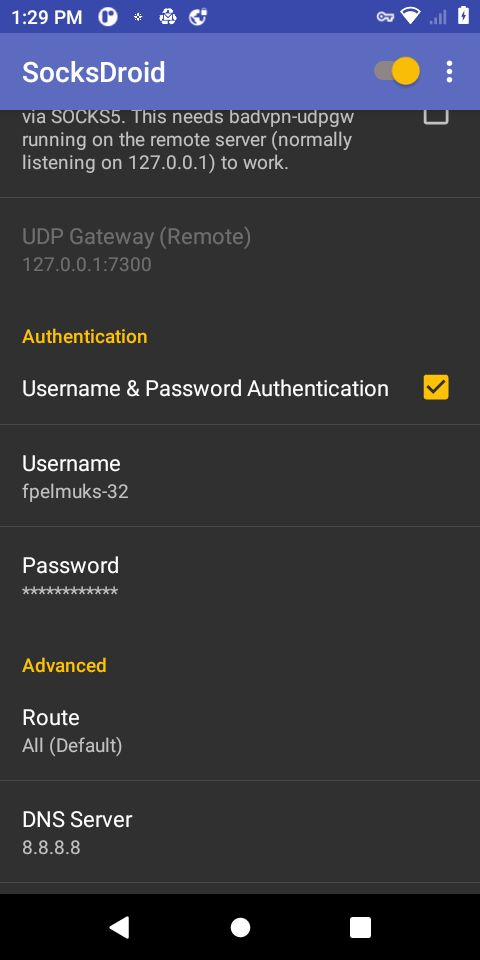 1:29 PM
SocksDroid
via SOCKS5. This needs badvpn-udpgw
running on the remote server (normally
listening on 127.0.0.1) to work.
UDP Gateway (Remote)
127.0.0.1:7300
Authentication
Username & Password Authentication
Username
fpelmuks-32
Password
************
Advanced
Route
All (Default)
DNS Server
8.8.8.8